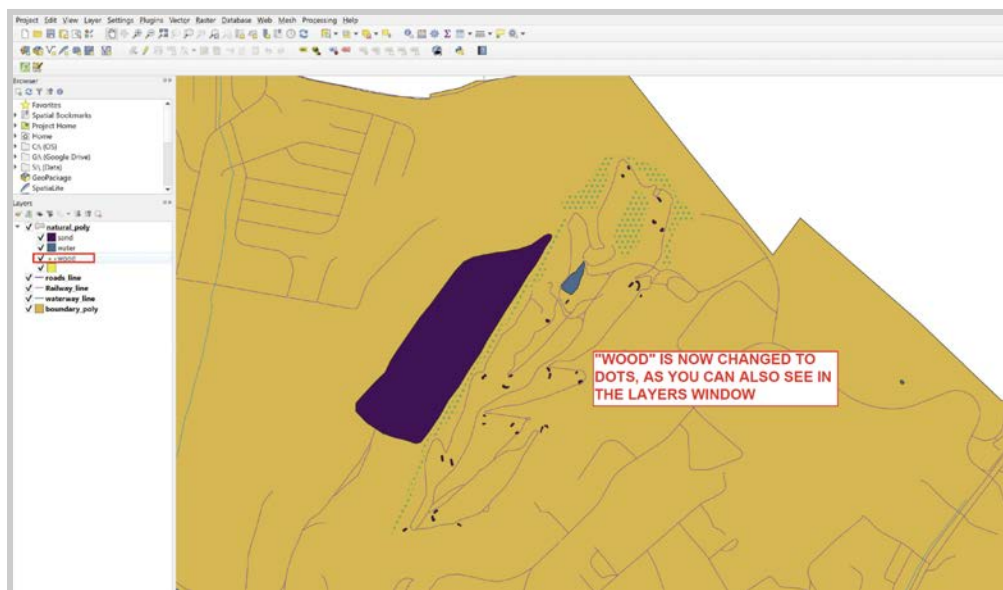 Project Edit View Layer Settings Plugins Vector Raster Database Web Mesh Processing Help
Browser
Favorites
Spatial Bookmarks
Project Home
Home
C:\ (OS)
G:\ (Google Drive)
S:\ (Data)
GeoPackage
SpatiaLite
Layers
natural_poly
sand
water
wood
roads_line
Railway_line
waterway_line
boundary_poly
"WOOD" IS NOW CHANGED TO
DOTS, AS YOU CAN ALSO SEE IN
THE LAYERS WINDOW